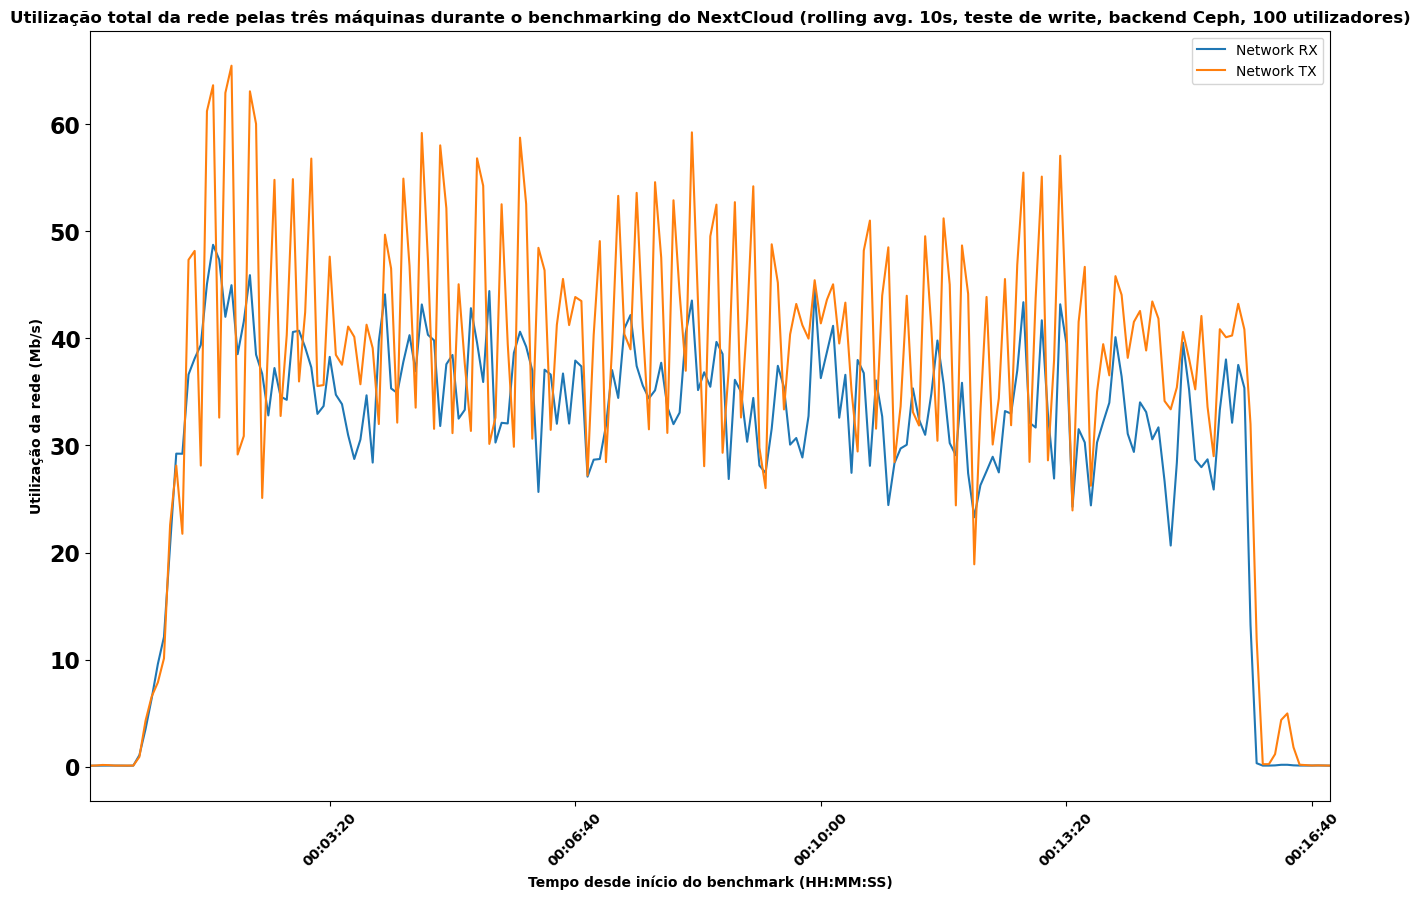 Utilização total da rede pelas três máquinas durante o benchmarking do NextCloud (rolling avg. 10s, teste de write, backend Ceph, 100 utilizadores)
Network RX
Network TX
Utilização da rede (Mb/s)
60
50
40
30
20
10
0
00:03:20
00:06:40
00:10:00
00:13:20
00:16:40
Tempo desde início do benchmark (HH:MM:SS)